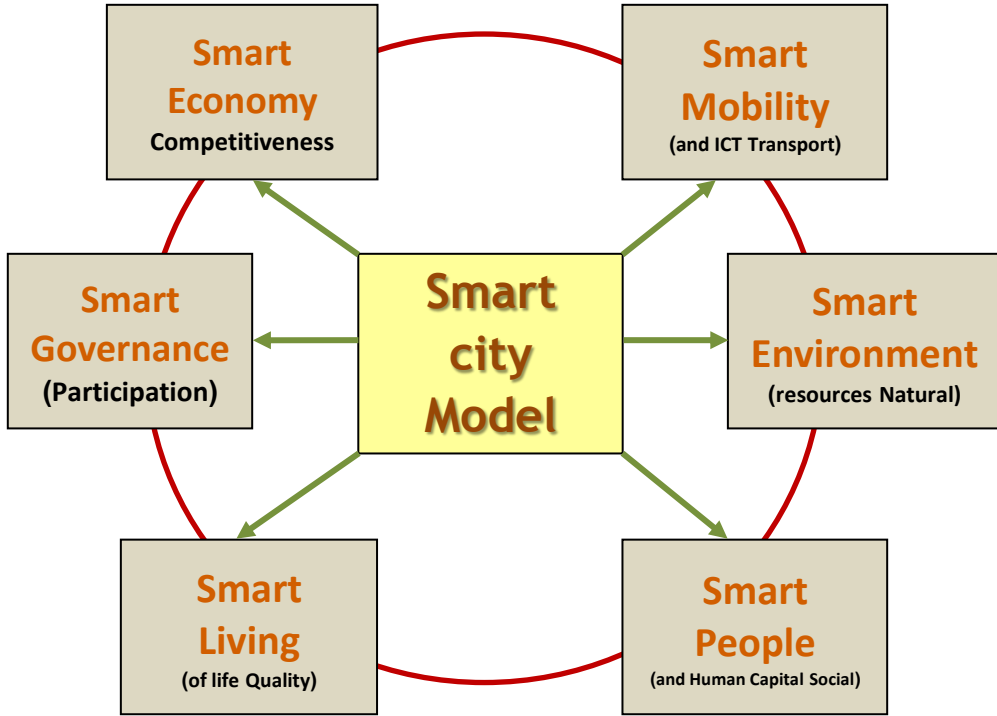 Smart
Economy
Competitiveness
Smart
Mobility
(and ICT Transport)
Smart
Governance
(Participation)
Smart
city
Model
Smart
Environment
(resources Natural)
Smart
Living
(of life Quality)
Smart
People
(and Human Capital Social)